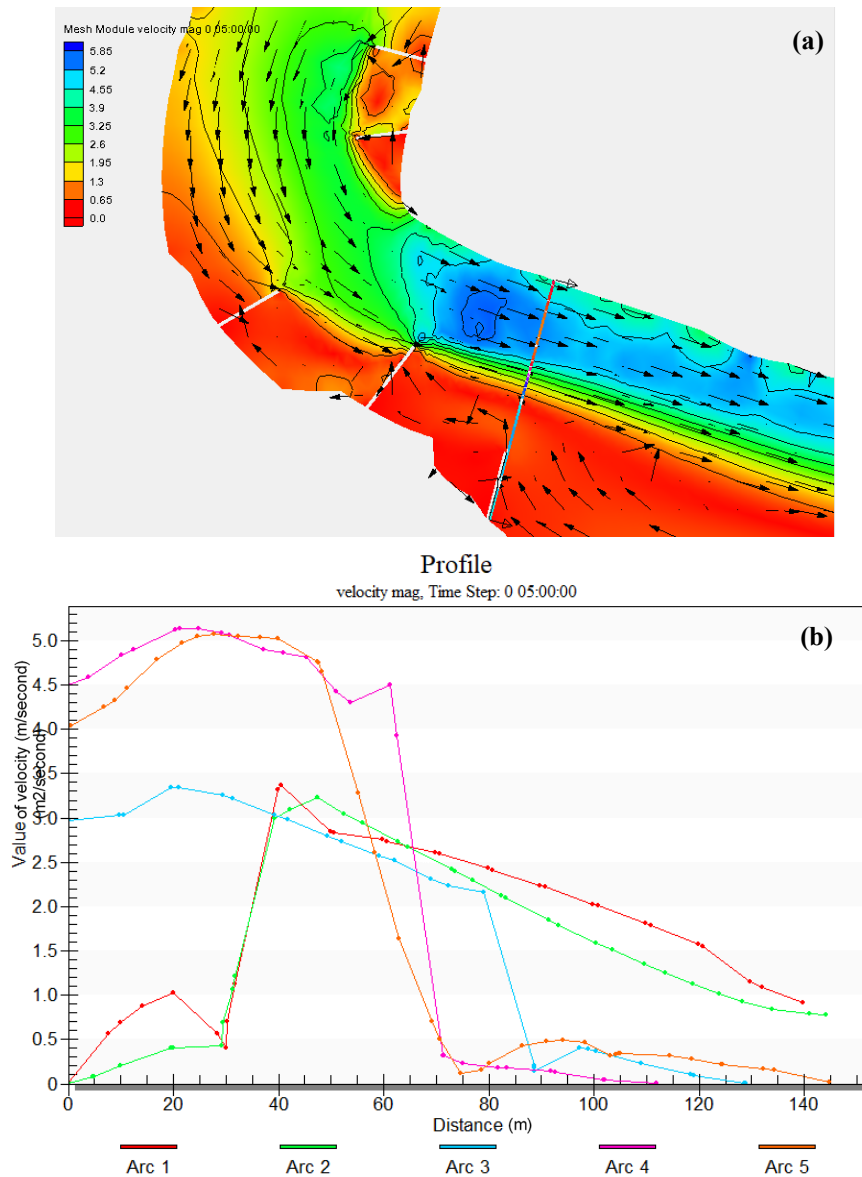 Mesh Module velocity mag 0 05:00:00
(a)
5.85
5.2
4.55
3.9
3.25
2.6
1.95
1.3
0.65
0.0
Profile
velocity mag, Time Step: 0 05:00:00
(b)
Value of velocity (m/second)
(m2/second)
5.0
4.5
4.0
3.5
3.0
2.5
2.0
1.5
1.0
0.5
0
0 20 40 60 80 100 120 140
Distance (m)
Arc 1 Arc 2 Arc 3 Arc 4 Arc 5